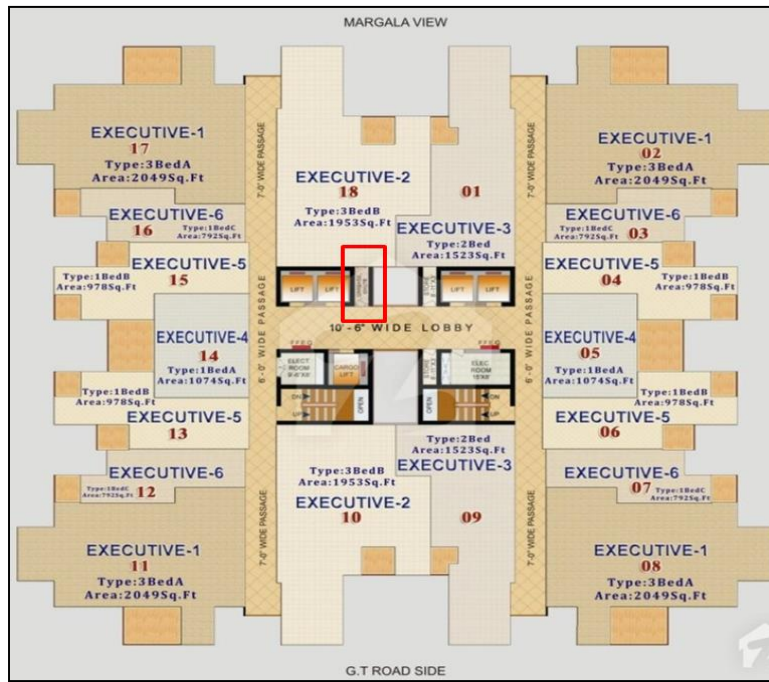 MARGALA VIEW
EXECUTIVE-1
17
Type:3BedA
Area:2049Sq.Ft
7'-0" WIDE PASSAGE
EXECUTIVE-2
18
Type:3BedB
Area:1953Sq.Ft
01
EXECUTIVE-3
Type:2Bed
Area:1523Sq.Ft
7'-0" WIDE PASSAGE
EXECUTIVE-1
02
Type:3BedA
Area:2049Sq.Ft
EXECUTIVE-6
16
Type:1BedC
Area:792Sq.Ft
EXECUTIVE-6
03
Type:1BedC
Area:792Sq.Ft
EXECUTIVE-5
15
Type:1BedB
Area:978Sq.Ft
EXECUTIVE-5
04
Type:1BedB
Area:978Sq.Ft
LIFT
LIFT
LIFT
LIFT
6'-0" WIDE PASSAGE
10'-6" WIDE LOBBY
6'-0" WIDE PASSAGE
EXECUTIVE-4
14
Type:1BedA
Area:1074Sq.Ft
EXECUTIVE-4
05
Type:1BedA
Area:1074Sq.Ft
ELECT
ROOM
CARGO
LIFT
ELEC
ROOM
DN
UP
OPEN
OPEN
DN
UP
Type:1BedB
Area:978Sq.Ft
EXECUTIVE-5
13
Type:1BedB
Area:978Sq.Ft
EXECUTIVE-5
06
EXECUTIVE-6
Type:1BedC
Area:792Sq.Ft
12
EXECUTIVE-6
07
Type:1BedC
Area:792Sq.Ft
Type:3BedB
Area:1953Sq.Ft
EXECUTIVE-2
10
Type:2Bed
Area:1523Sq.Ft
EXECUTIVE-3
09
7'-0" WIDE PASSAGE
7'-0" WIDE PASSAGE
EXECUTIVE-1
11
Type:3BedA
Area:2049Sq.Ft
EXECUTIVE-1
08
Type:3BedA
Area:2049Sq.Ft
G.T ROAD SIDE